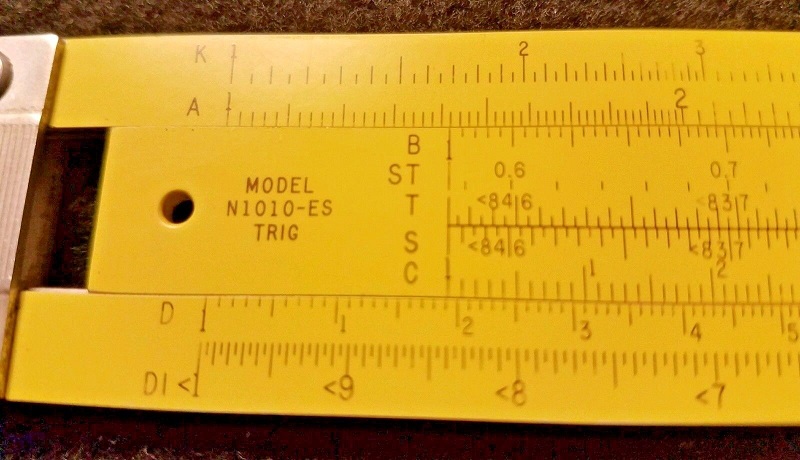 K 1 2 3
A 1 2
B 1
ST 0.6 0.7
MODEL
N1010-ES
TRIG
T <84 6 <83 7
S <84 6 <83 7
C 1 1 2
D 1 1 2 3 4 5
DI <1 <9 <8 <7